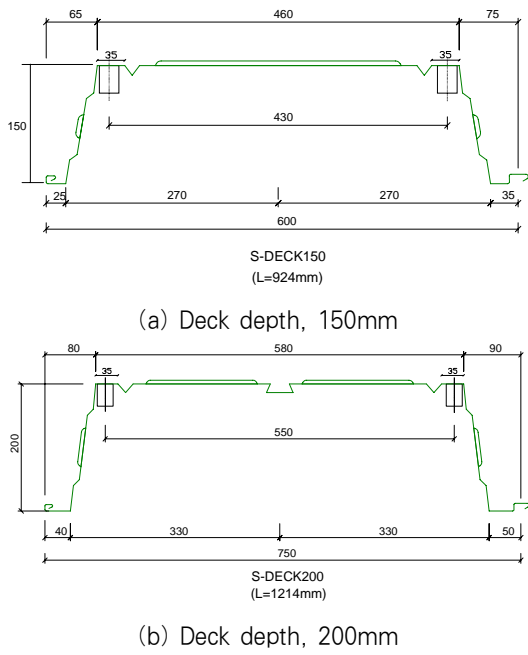 65 460 75
35 35
150
430
25 270 270 35
600
S-DECK150
(L=924mm)
(a) Deck depth, 150mm
80 580 90
35 35
200
550
40 330 330 50
750
S-DECK200
(L=1214mm)
(b) Deck depth, 200mm